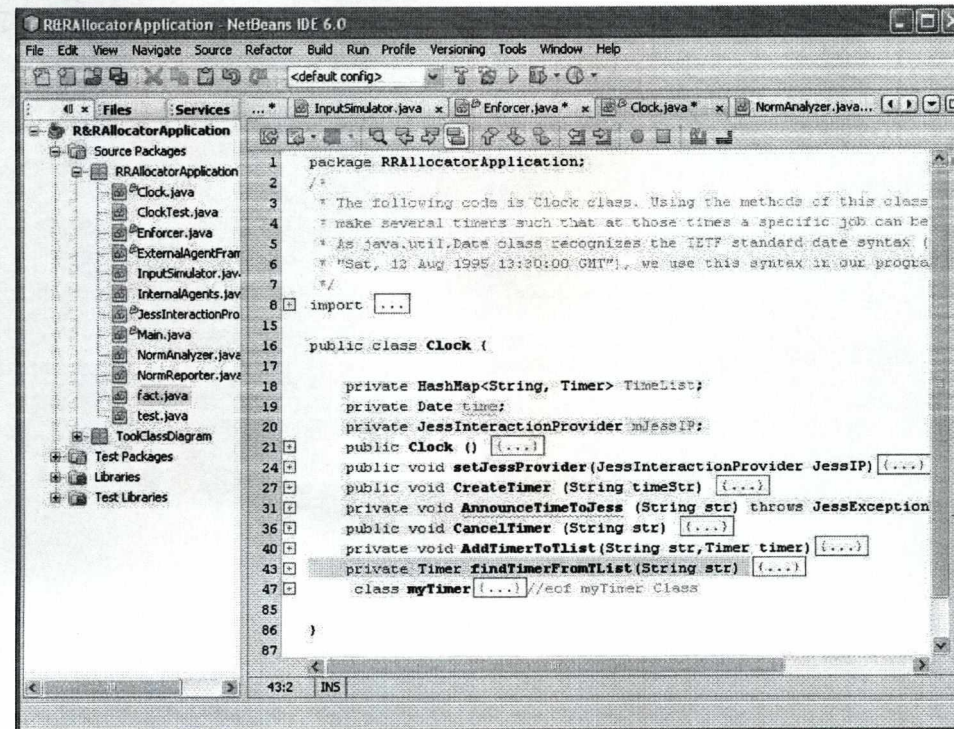 R&RAllocatorApplication - NetBeans IDE 6.0
File Edit View Navigate Source Refactor Build Run Profile Versioning Tools Window Help
<default config>
Files Services
...* InputSimulator.java x Enforcer.java * x Clock.java * x NormAnalyzer.java...
R&RAllocatorApplication
Source Packages
RRAllocatorApplication
Clock.java
ClockTest.java
Enforcer.java
ExternalAgentFram
InputSimulator.jav
InternalAgents.jav
JessInteractionPro
Main.java
NormAnalyzer.java
NormReporter.java
fact.java
test.java
ToolClassDiagram
Test Packages
Libraries
Test Libraries
1 package RRAllocatorApplication;
2 /*
3 * The following code is Clock class. Using the methods of this class
4 * make several timers such that at those times a specific job can be
5 * As java.util.Date class recognizes the IETF standard date syntax (
6 * "Sat, 12 Aug 1995 13:30:00 GMT"), we use this syntax in our progra
7 */
8 import ...
15
16 public class Clock {
17
18 private HashMap<String, Timer> TimeList;
19 private Date time;
20 private JessInteractionProvider mJessIP;
21 public Clock () {...}
24 public void setJessProvider(JessInteractionProvider JessIP) {...}
27 public void CreateTimer (String timeStr) {...}
31 private void AnnounceTimeToJess (String str) throws JessException
36 public void CancelTimer (String str) {...}
40 private void AddTimerToTlist(String str,Timer timer) {...}
43 private Timer findTimerFromTList(String str) {...}
47 class myTimer {...} //eof myTimer Class
85
86 }
87
43:2 INS